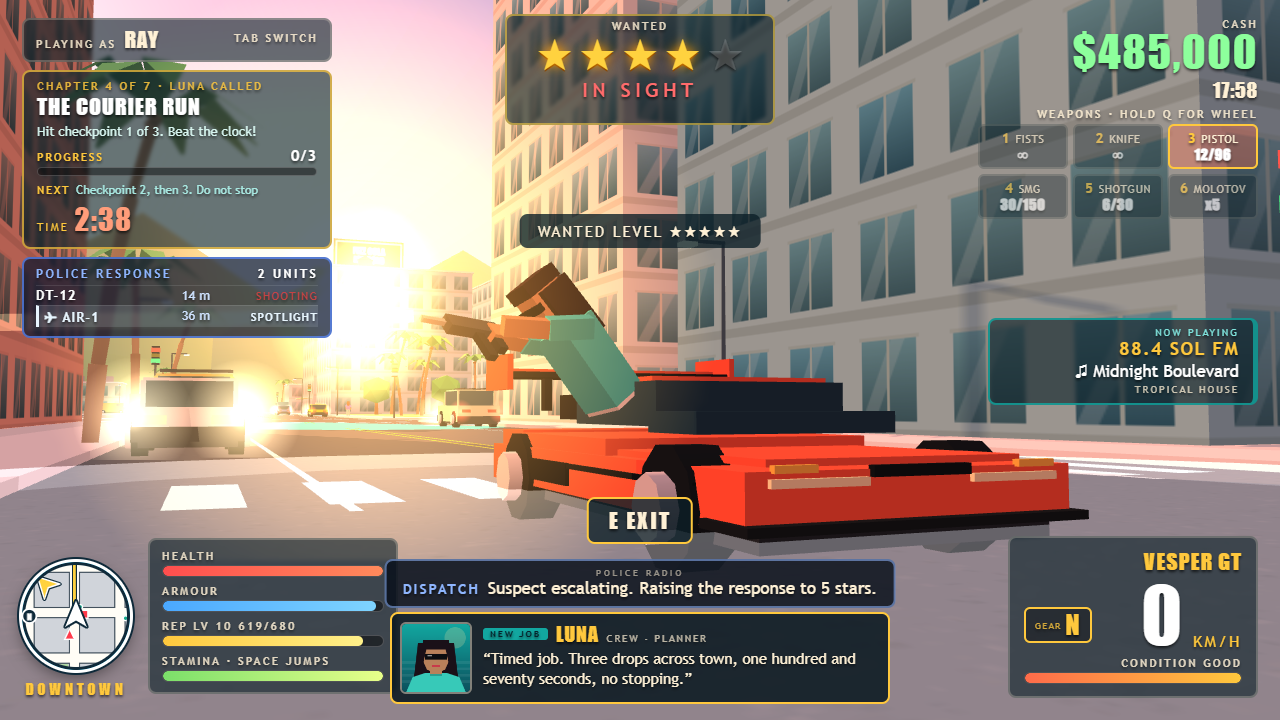 PLAYING AS RAY TAB SWITCH
CHAPTER 4 OF 7 · LUNA CALLED
THE COURIER RUN
Hit checkpoint 1 of 3. Beat the clock!
PROGRESS 0/3
NEXT Checkpoint 2, then 3. Do not stop
TIME 2:38
POLICE RESPONSE 2 UNITS
DT-12 14 m SHOOTING
✈ AIR-1 36 m SPOTLIGHT
WANTED
★★★★★
IN SIGHT
WANTED LEVEL ★★★★★
CASH
$485,000
17:58
WEAPONS · HOLD Q FOR WHEEL
1 FISTS 2 KNIFE 3 PISTOL
∞ ∞ 12/96
4 SMG 5 SHOTGUN 6 MOLOTOV
30/150 6/30 x5
NOW PLAYING
88.4 SOL FM
♫ Midnight Boulevard
TROPICAL HOUSE
E EXIT
HEALTH
ARMOUR
REP LV 10 619/680
STAMINA · SPACE JUMPS
DOWNTOWN
POLICE RADIO
DISPATCH Suspect escalating. Raising the response to 5 stars.
NEW JOB LUNA CREW · PLANNER
“Timed job. Three drops across town, one hundred and
seventy seconds, no stopping.”
VESPER GT
GEAR N 0 KM/H
CONDITION GOOD